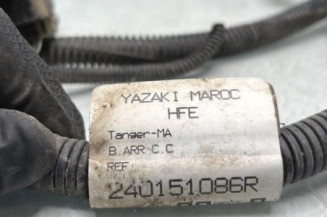 YAZAKI MAROC
HFE
Tanger-MA
B.ARR C.C
REF
240151086R